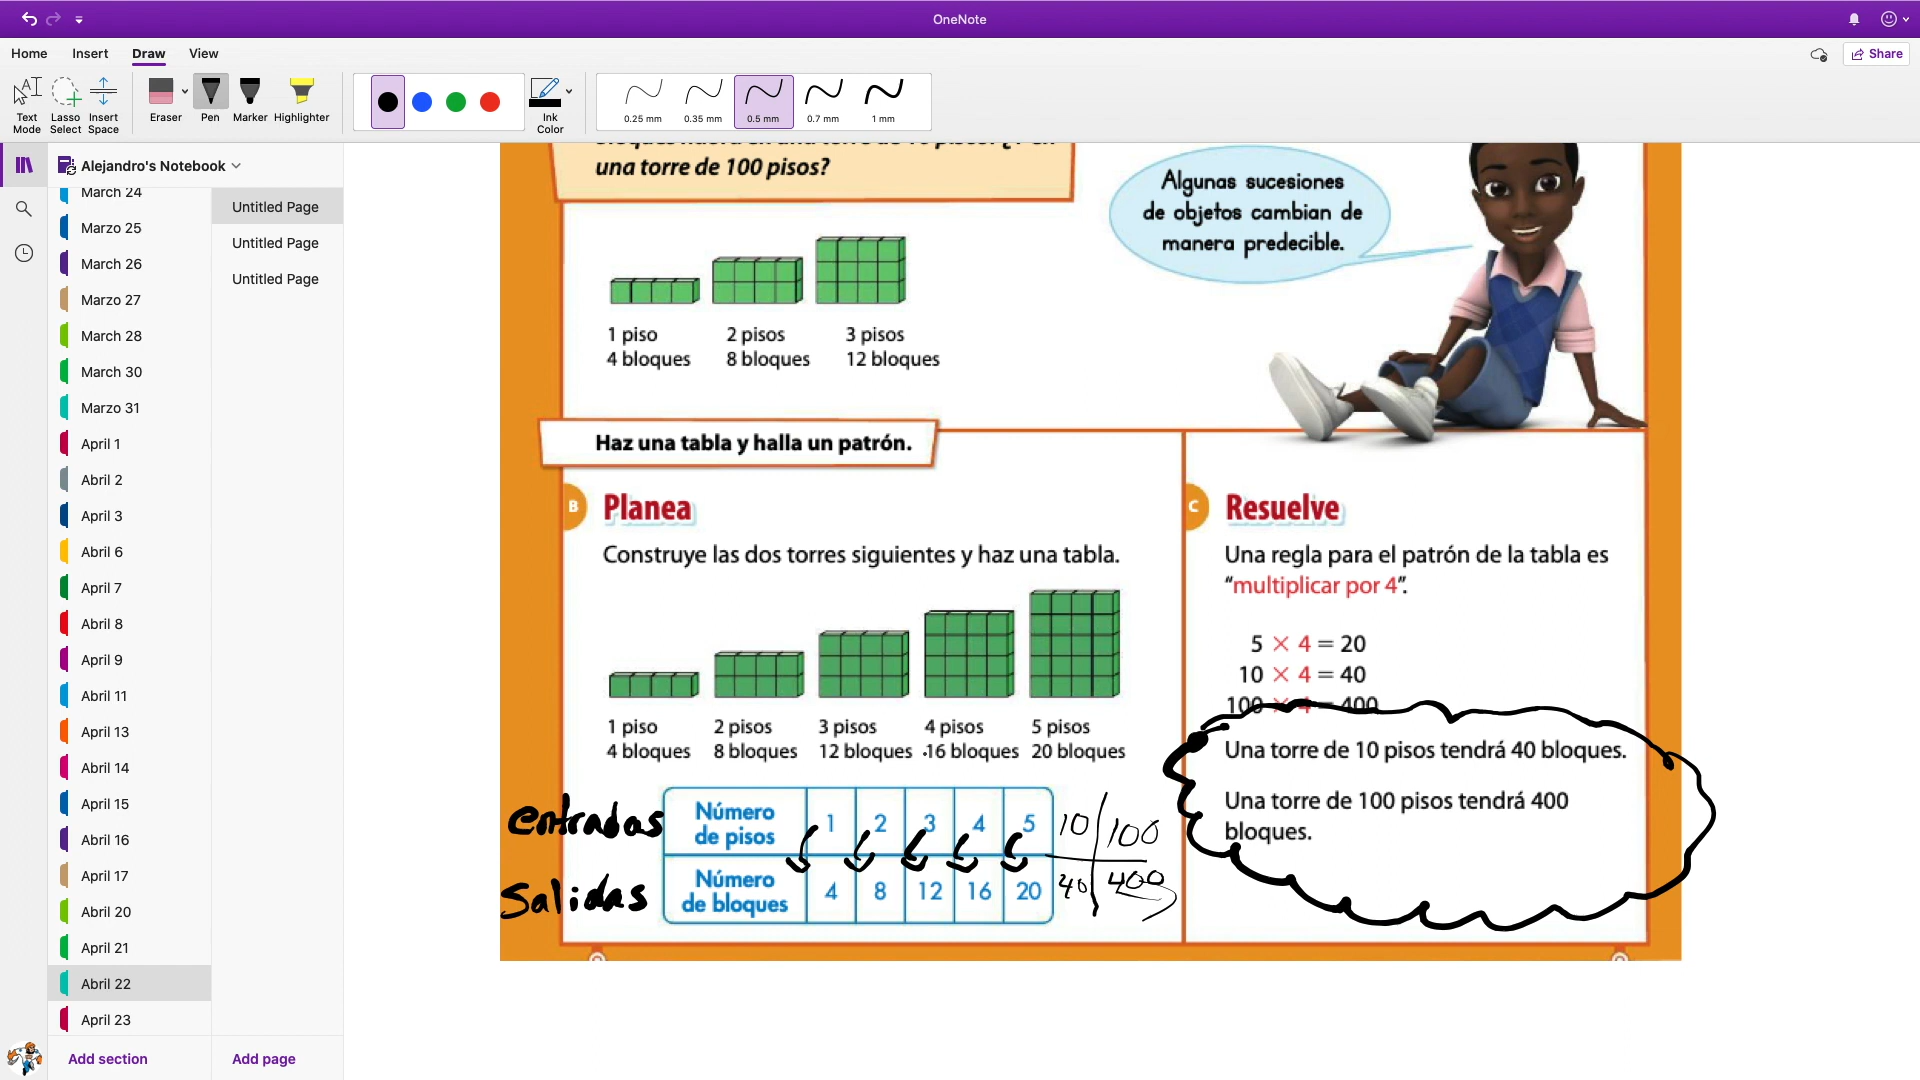 OneNote
Home Insert Draw View
Share
Text Mode
Lasso Select
Insert Space
Eraser
Pen
Marker
Highlighter
Ink Color
0.25 mm
0.35 mm
0.5 mm
0.7 mm
1 mm
Alejandro's Notebook
March 24
Marzo 25
March 26
Marzo 27
March 28
March 30
Marzo 31
April 1
Abril 2
April 3
Abril 6
April 7
Abril 8
April 9
Abril 11
April 13
Abril 14
April 15
Abril 16
April 17
Abril 20
April 21
Abril 22
April 23
Add section
Untitled Page
Untitled Page
Untitled Page
Add page
una torre de 100 pisos?
Algunas sucesiones
de objetos cambian de
manera predecible.
1 piso 2 pisos 3 pisos
4 bloques 8 bloques 12 bloques
Haz una tabla y halla un patrón.
B Planea
Construye las dos torres siguientes y haz una tabla.
1 piso 2 pisos 3 pisos 4 pisos 5 pisos
4 bloques 8 bloques 12 bloques 16 bloques 20 bloques
entradas Número de pisos 1 2 3 4 5 10 100
Salidas Número de bloques 4 8 12 16 20 40 400
C Resuelve
Una regla para el patrón de la tabla es
“multiplicar por 4”.
5 × 4 = 20
10 × 4 = 40
100 × 4 = 400
Una torre de 10 pisos tendrá 40 bloques.
Una torre de 100 pisos tendrá 400
bloques.